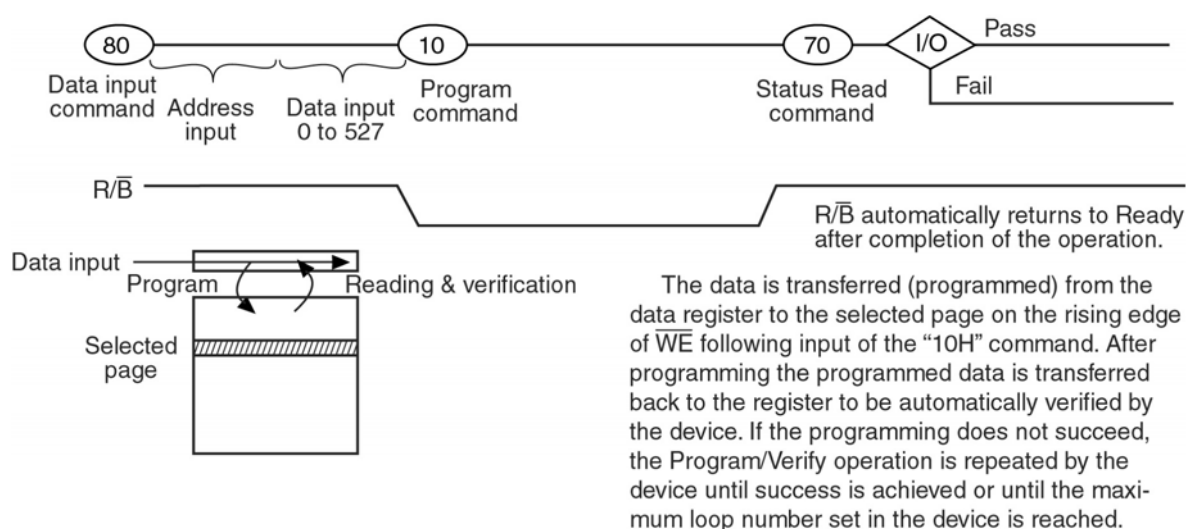 80
10
70
I/O
Pass
Fail
Data input
command
Address
input
Data input
0 to 527
Program
command
Status Read
command
R/B̅
R/B̅ automatically returns to Ready
after completion of the operation.
Data input
Program
Reading & verification
Selected
page
The data is transferred (programmed) from the
data register to the selected page on the rising edge
of W̅E̅ following input of the “10H” command. After
programming the programmed data is transferred
back to the register to be automatically verified by
the device. If the programming does not succeed,
the Program/Verify operation is repeated by the
device until success is achieved or until the maxi-
mum loop number set in the device is reached.